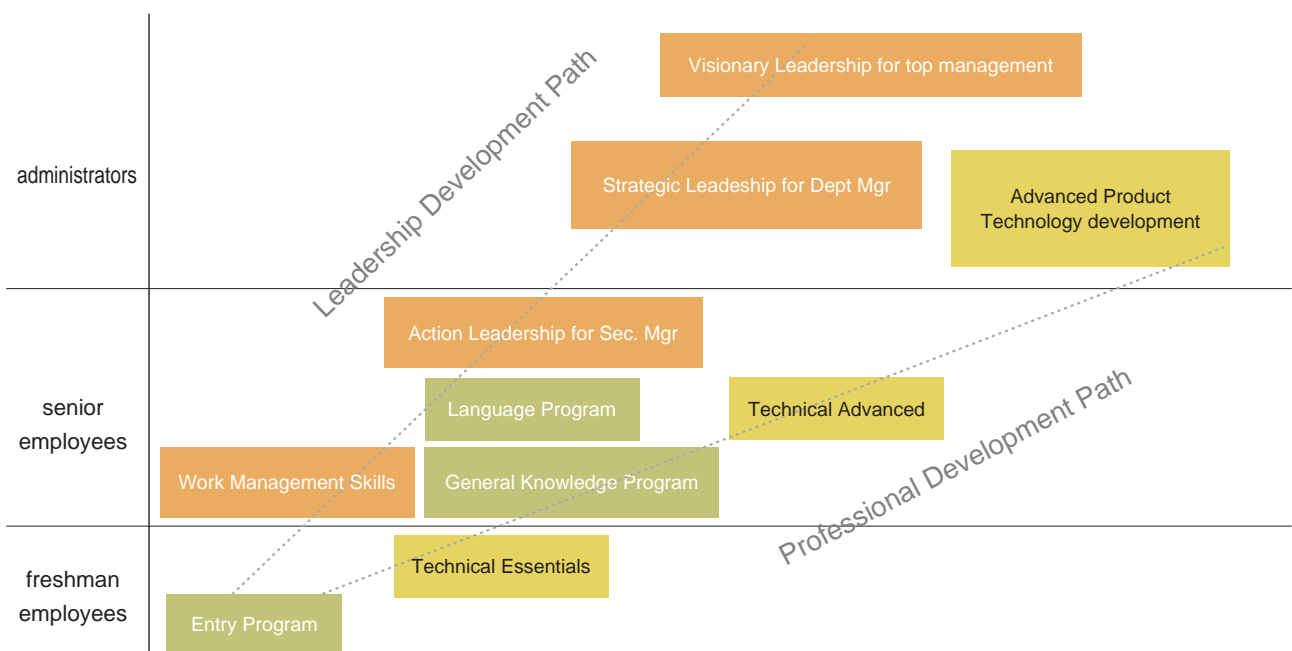 Visionary Leadership for top management
Leadership Development Path
administrators
Strategic Leadeship for Dept Mgr
Advanced Product
Technology development
Action Leadership for Sec. Mgr
senior
employees
Language Program
Technical Advanced
Work Management Skills
General Knowledge Program
Professional Development Path
freshman
employees
Technical Essentials
Entry Program